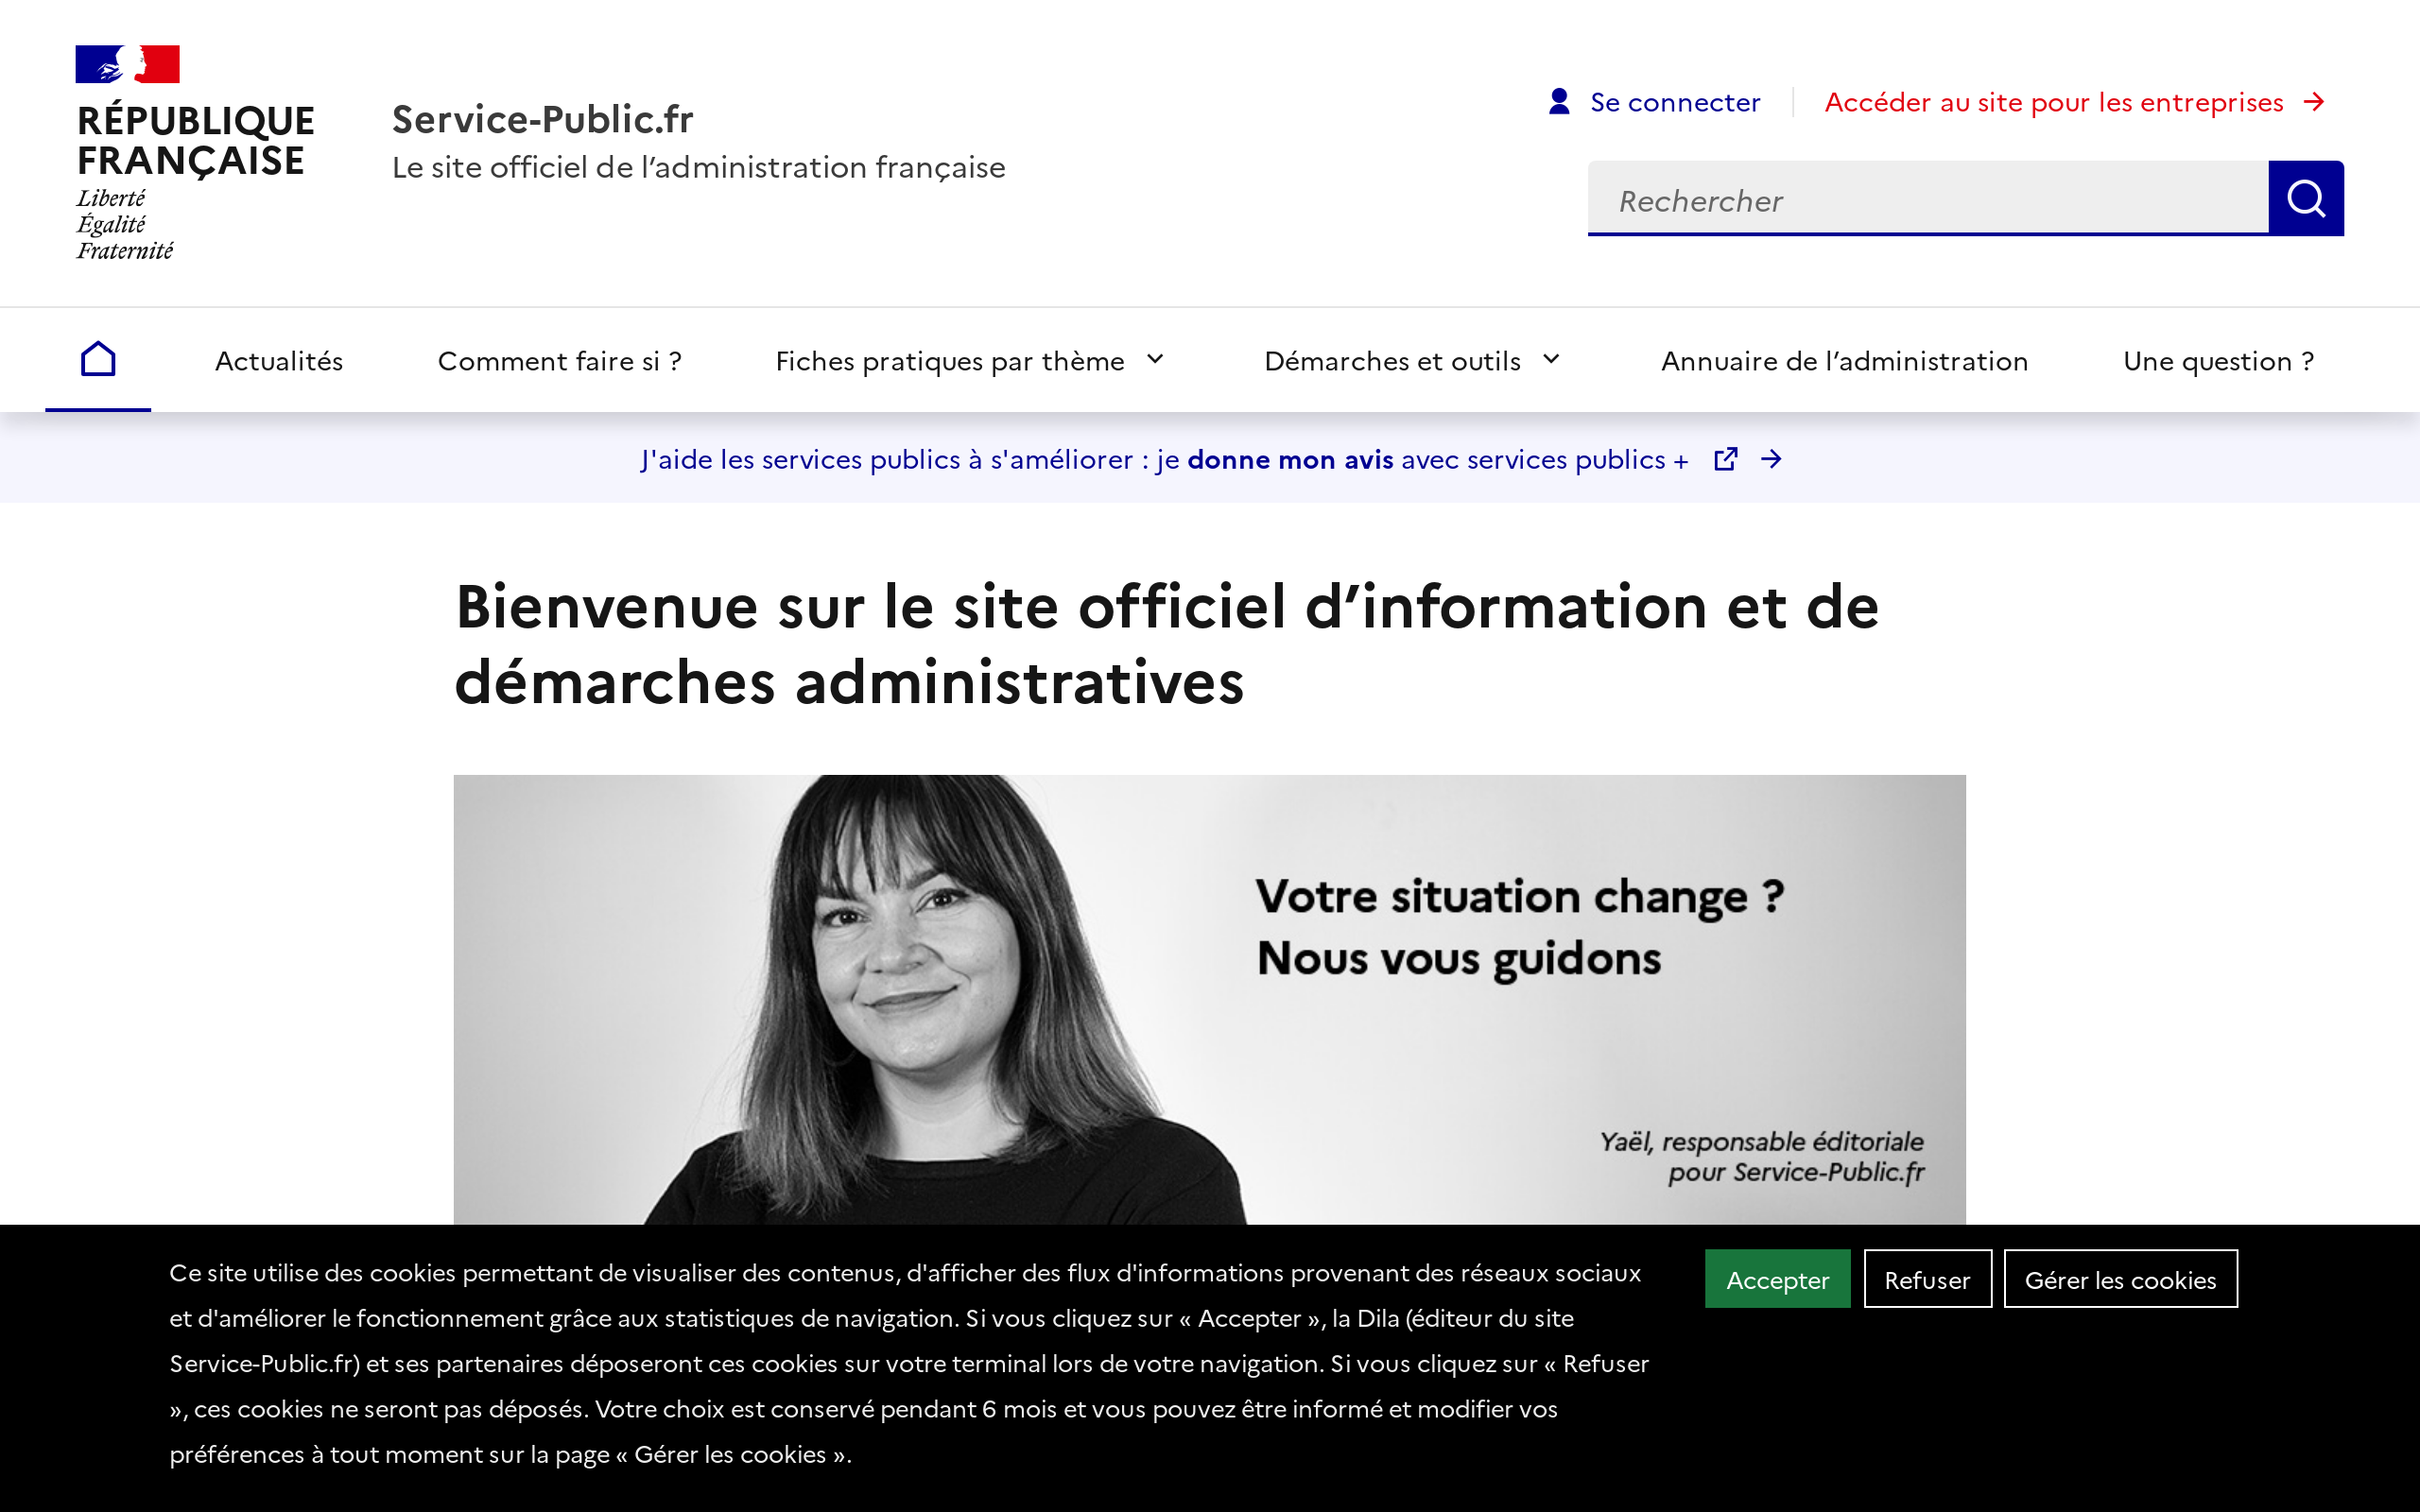 RÉPUBLIQUE
FRANÇAISE
Liberté
Égalité
Fraternité
Service-Public.fr
Le site officiel de l’administration française
Se connecter
Accéder au site pour les entreprises
Rechercher
Actualités
Comment faire si ?
Fiches pratiques par thème
Démarches et outils
Annuaire de l’administration
Une question ?
J'aide les services publics à s'améliorer : je donne mon avis avec services publics +
Bienvenue sur le site officiel d’information et de
démarches administratives
Votre situation change ?
Nous vous guidons
Yaël, responsable éditoriale
pour Service-Public.fr
Ce site utilise des cookies permettant de visualiser des contenus, d'afficher des flux d'informations provenant des réseaux sociaux
et d'améliorer le fonctionnement grâce aux statistiques de navigation. Si vous cliquez sur « Accepter », la Dila (éditeur du site
Service-Public.fr) et ses partenaires déposeront ces cookies sur votre terminal lors de votre navigation. Si vous cliquez sur « Refuser
», ces cookies ne seront pas déposés. Votre choix est conservé pendant 6 mois et vous pouvez être informé et modifier vos
préférences à tout moment sur la page « Gérer les cookies ».
Accepter
Refuser
Gérer les cookies